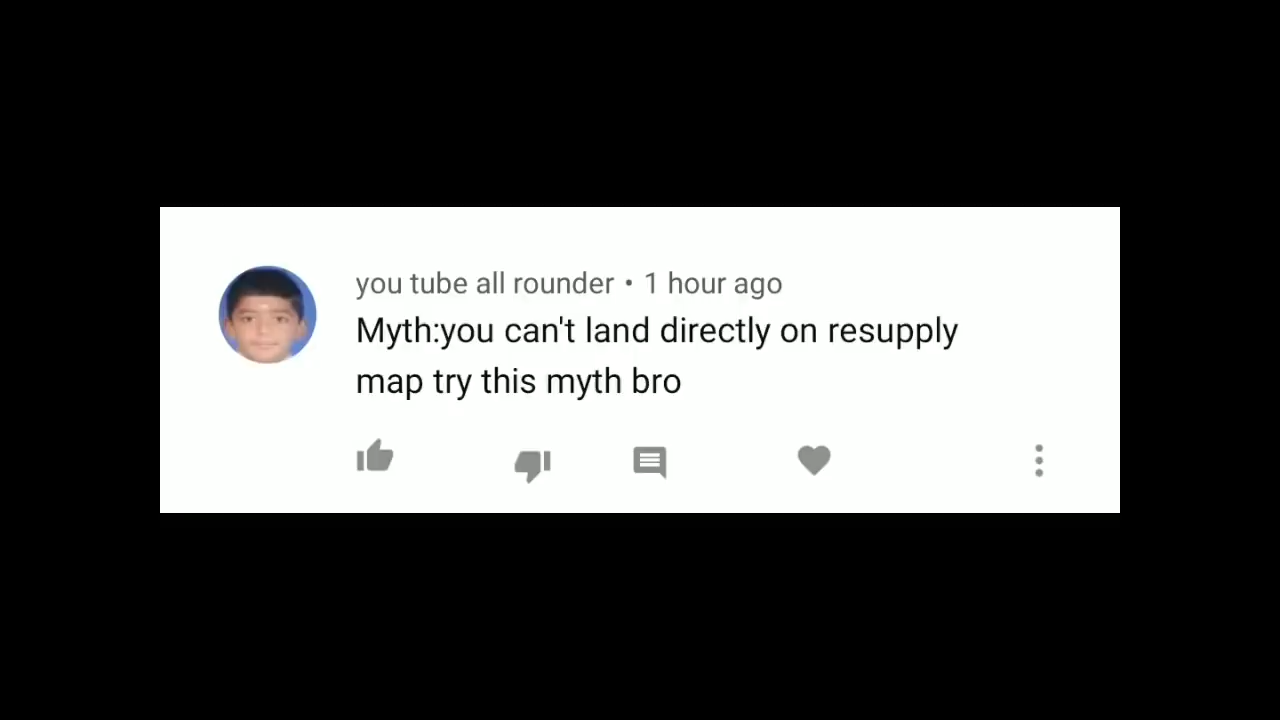 you tube all rounder • 1 hour ago
Myth:you can't land directly on resupply
map try this myth bro